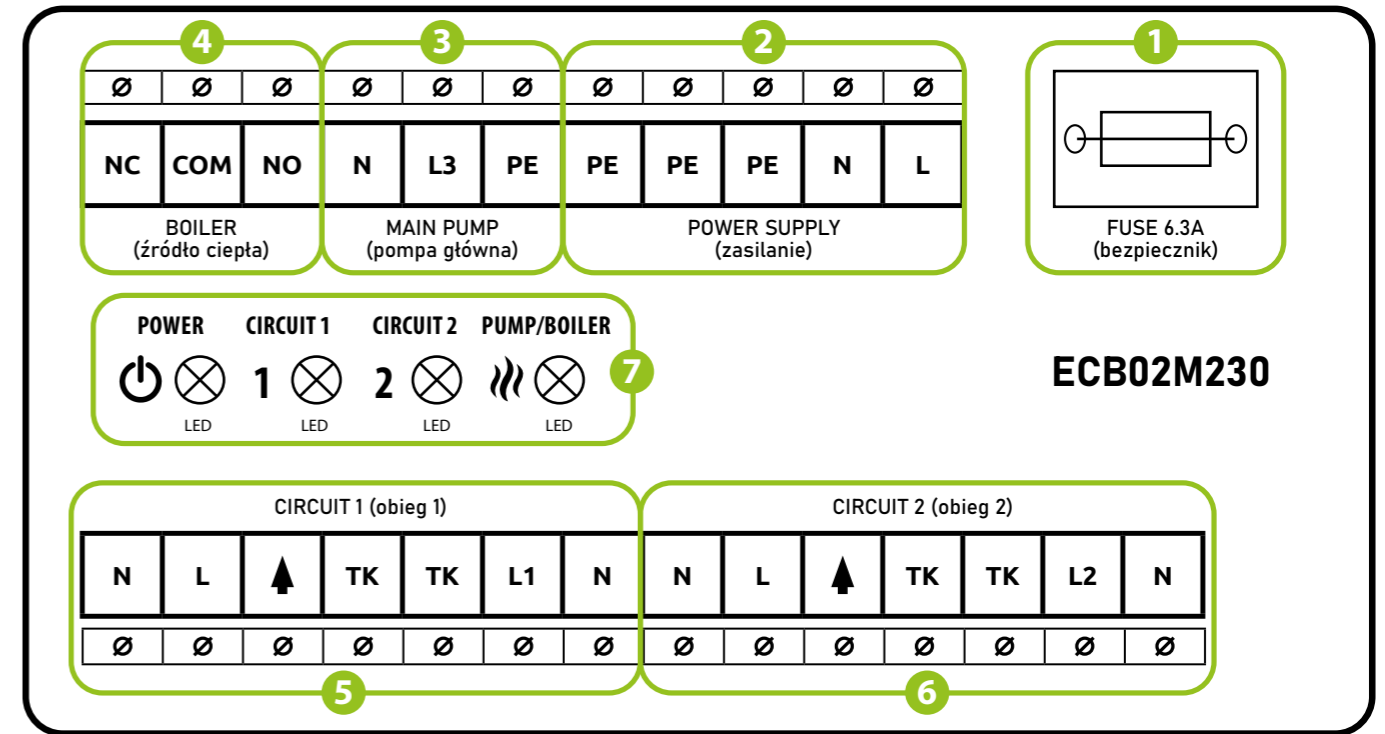 4 3 2 1
Ø Ø Ø Ø Ø Ø Ø Ø Ø Ø Ø
NC COM NO N L3 PE PE PE PE N L
BOILER
(źródło ciepła)
MAIN PUMP
(pompa główna)
POWER SUPPLY
(zasilanie)
FUSE 6.3A
(bezpiecznik)
POWER CIRCUIT 1 CIRCUIT 2 PUMP/BOILER
1 2 7
LED LED LED LED
ECB02M230
CIRCUIT 1 (obieg 1) CIRCUIT 2 (obieg 2)
N L TK TK L1 N N L TK TK L2 N
Ø Ø Ø Ø Ø Ø Ø Ø Ø Ø Ø Ø Ø Ø
5 6